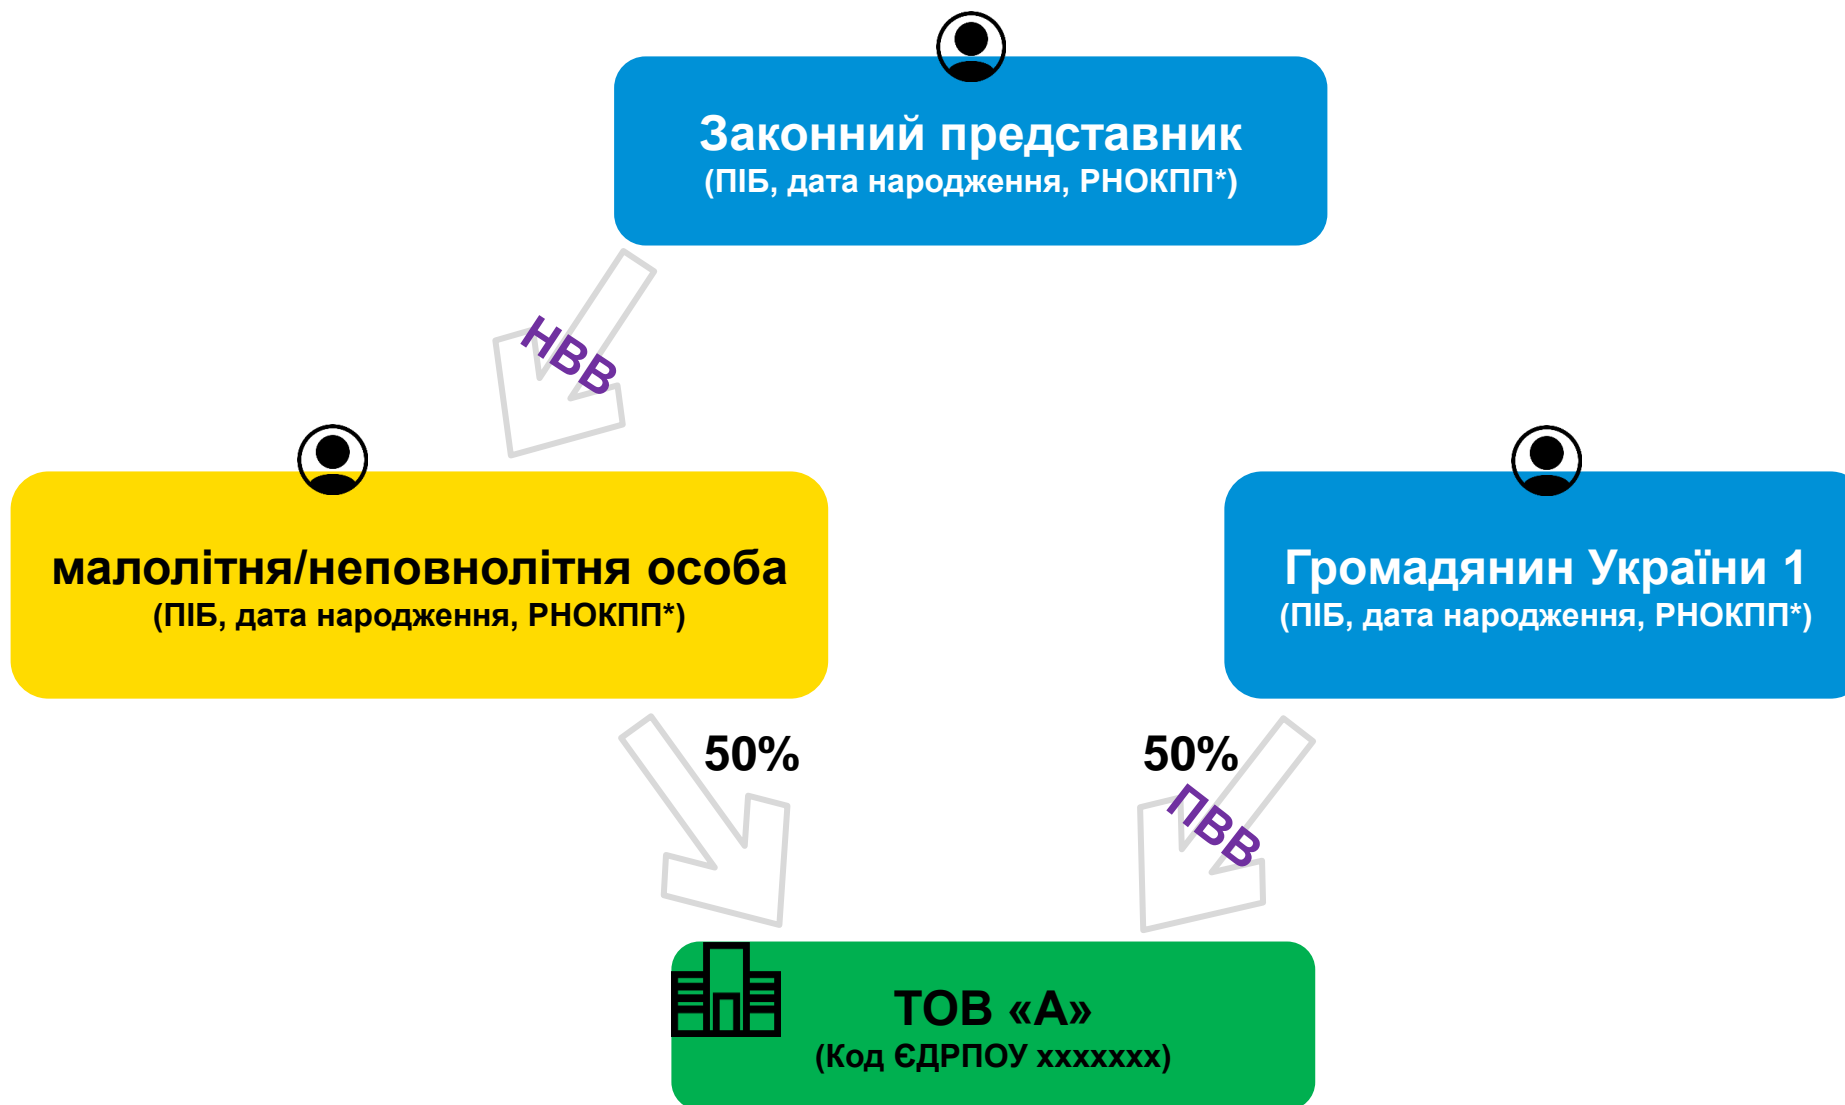 Законний представник
(ПІБ, дата народження, РНОКПП*)
НВВ
малолітня/неповнолітня особа
(ПІБ, дата народження, РНОКПП*)
Громадянин України 1
(ПІБ, дата народження, РНОКПП*)
50%
50%
ПВВ
ТОВ «А»
(Код ЄДРПОУ ххххххх)